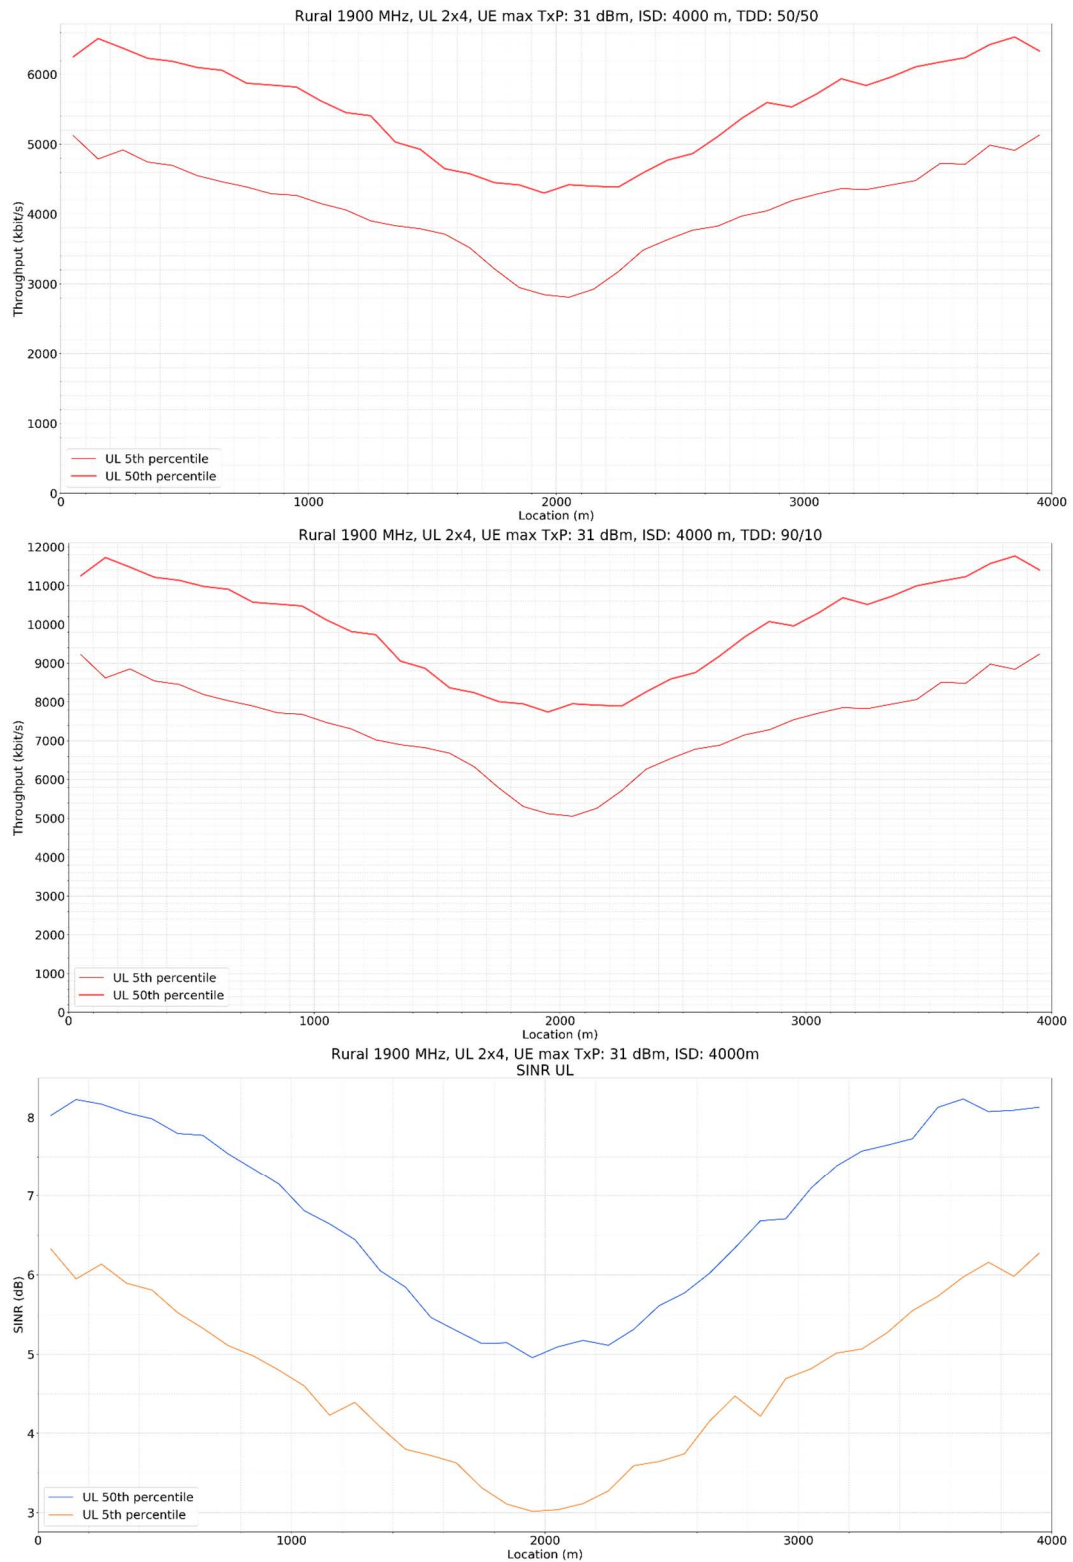 Rural 1900 MHz, UL 2x4, UE max TxP: 31 dBm, ISD: 4000 m, TDD: 50/50
6000
5000
4000
3000
2000
1000
0
Throughput (kbit/s)
UL 5th percentile
UL 50th percentile
0 1000 2000 3000 4000
Location (m)
Rural 1900 MHz, UL 2x4, UE max TxP: 31 dBm, ISD: 4000 m, TDD: 90/10
12000
11000
10000
9000
8000
7000
6000
5000
4000
3000
2000
1000
0
Throughput (kbit/s)
UL 5th percentile
UL 50th percentile
0 1000 2000 3000 4000
Location (m)
Rural 1900 MHz, UL 2x4, UE max TxP: 31 dBm, ISD: 4000m
SINR UL
8
7
6
5
4
3
SINR (dB)
UL 50th percentile
UL 5th percentile
0 1000 2000 3000 4000
Location (m)